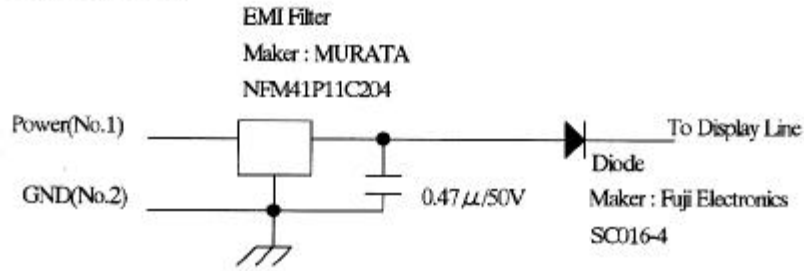 EMI Filter
Maker : MURATA
NFM41P11C204
Power(No.1)
To Display Line
GND(No.2)
0.47μ/50V
Diode
Maker : Fuji Electronics
SC016-4